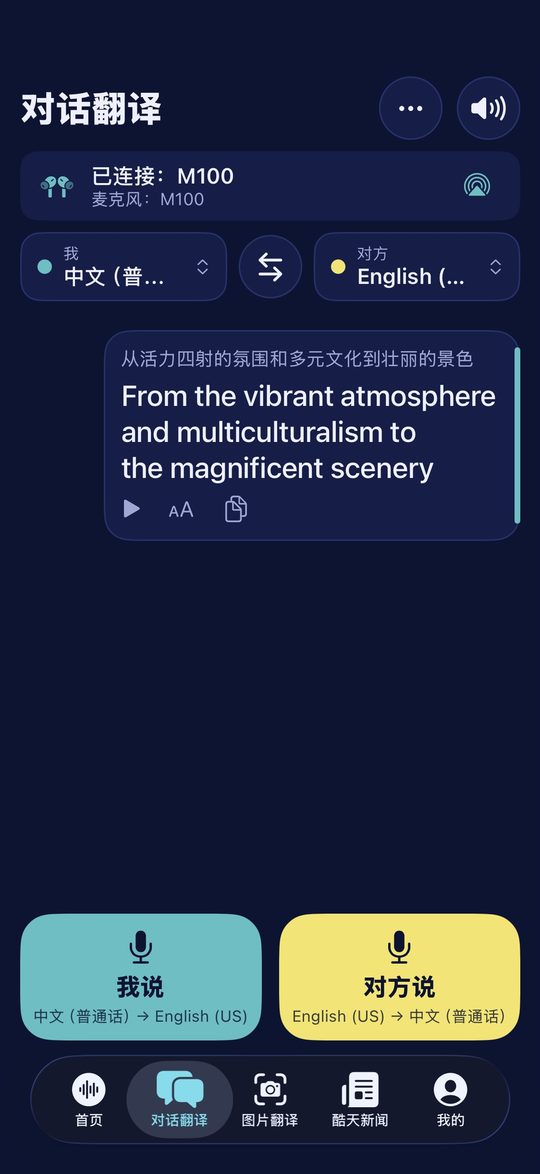 对话翻译
已连接：M100
麦克风：M100
我
中文 (普...
对方
English (...
从活力四射的氛围和多元文化到壮丽的景色
From the vibrant atmosphere
and multiculturalism to
the magnificent scenery
AA
我说
中文 (普通话) → English (US)
对方说
English (US) → 中文 (普通话)
首页
对话翻译
图片翻译
酷天新闻
我的